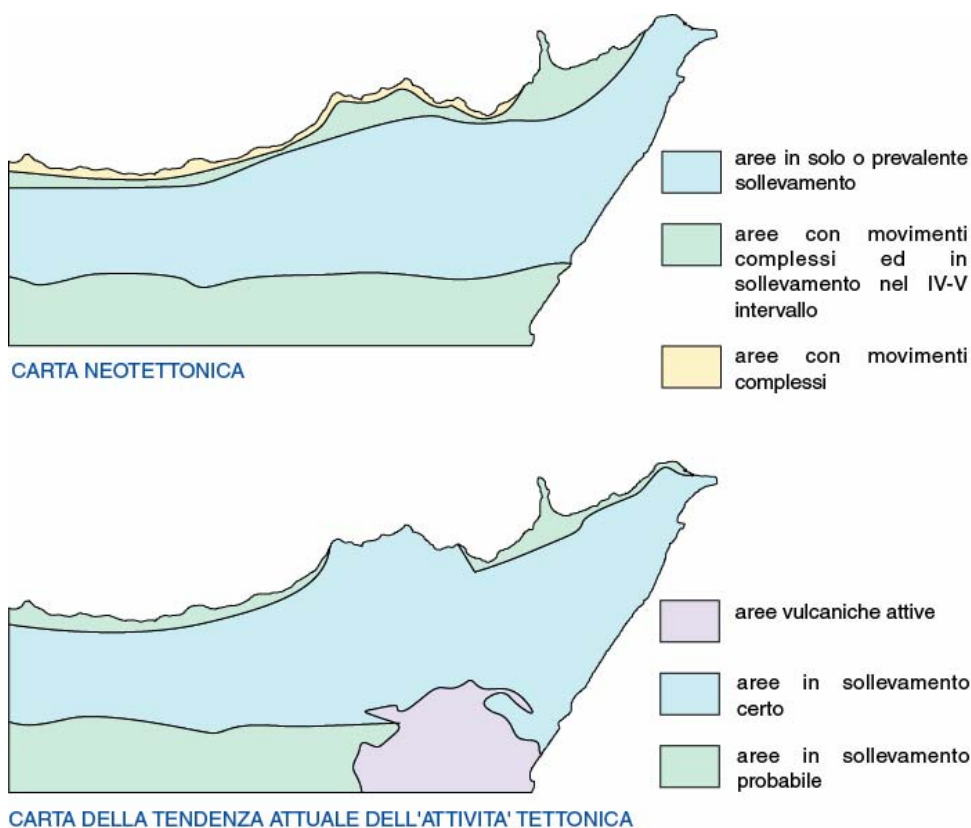 aree in solo o prevalente
sollevamento
aree con movimenti
complessi ed in
sollevamento nel IV-V
intervallo
aree con movimenti
complessi
CARTA NEOTETTONICA
aree vulcaniche attive
aree in sollevamento
certo
aree in sollevamento
probabile
CARTA DELLA TENDENZA ATTUALE DELL'ATTIVITA' TETTONICA